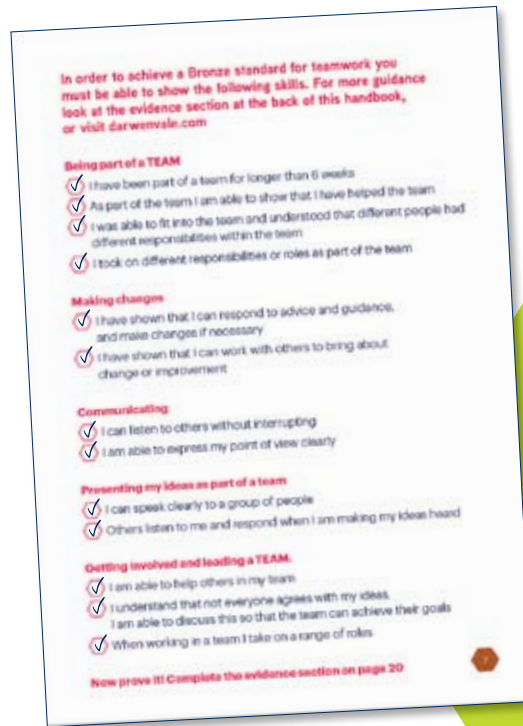 In order to achieve a Bronze standard for teamwork you
must be able to show the following skills. For more guidance
look at the evidence section at the back of this handbook,
or visit darwenvale.com
Being part of a TEAM
I have been part of a team for longer than 6 weeks
As part of the team I am able to show that I have helped the team
I was able to fit into the team and understood that different people had
different responsibilities within the team
I took on different responsibilities or roles as part of the team
Making changes
I have shown that I can respond to advice and guidance,
and make changes if necessary
I have shown that I can work with others to bring about
change or improvement
Communicating
I can listen to others without interrupting
I am able to express my point of view clearly
Presenting my ideas as part of a team
I can speak clearly to a group of people
Others listen to me and respond when I am making my ideas heard
Getting involved and leading a TEAM.
I am able to help others in my team
I understand that not everyone agrees with my ideas.
I am able to discuss this so that the team can achieve their goals
When working in a team I take on a range of roles
Now prove it! Complete the evidence section on page 20
7